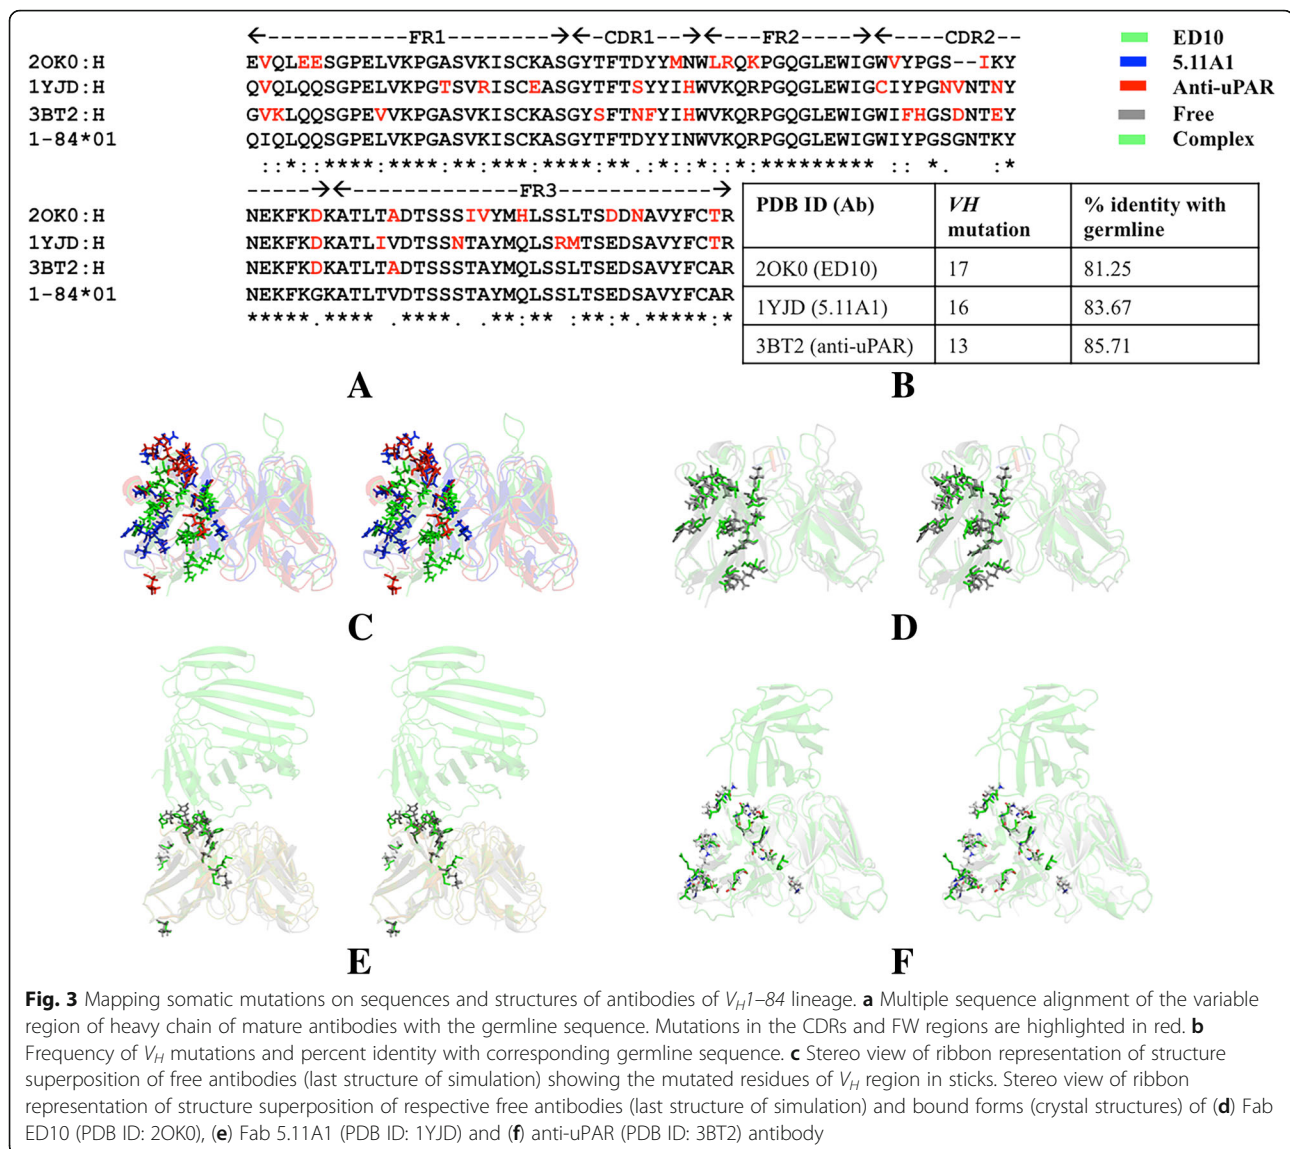 ←----------FR1----------→←--CDR1---→←---FR2----→←----CDR2
2OK0:H EVQLEESGPELVKPGASVKISCKASGYTFTDYYMNWLRQKPGQGLEWIGWVYPGS--IKY
1YJD:H QVQLQQSGPELVKPGTSVRISCEASGYTFTSYYIHWVKQRPGQGLEWIGCIYPGNVNTNY
3BT2:H GVKLQQSGPELVKPGASVKISCKASGYSFTNFYIHWVKQRPGQGLEWIGWIFHGSDNTEY
1-84*01 QIQLQQSGPELVKPGASVKISCKASGYTFTDYYINWVKQRPGQGLEWIGWIYPGSGNTKY
-----→←------------FR3------------→
2OK0:H NEKFKDKATLTADTSSSIVYMHLSSLTSDDNAVYFCTR
1YJD:H NEKFKDKATLIVDTSSNTAYMQLSRMTSEDSAVYFCTR
3BT2:H NEKFKDKATLTADTSSSTAYMQLSSLTSEDSAVYFCAR
1-84*01 NEKFKGKATLTVDTSSSTAYMQLSSLTSEDSAVYFCAR
ED10
5.11A1
Anti-uPAR
Free
Complex
PDB ID (Ab) VH mutation % identity with germline
2OK0 (ED10) 17 81.25
1YJD (5.11A1) 16 83.67
3BT2 (anti-uPAR) 13 85.71
A
B
C
D
E
F
Fig. 3 Mapping somatic mutations on sequences and structures of antibodies of VH1–84 lineage. a Multiple sequence alignment of the variable
region of heavy chain of mature antibodies with the germline sequence. Mutations in the CDRs and FW regions are highlighted in red. b
Frequency of VH mutations and percent identity with corresponding germline sequence. c Stereo view of ribbon representation of structure
superposition of free antibodies (last structure of simulation) showing the mutated residues of VH region in sticks. Stereo view of ribbon
representation of structure superposition of respective free antibodies (last structure of simulation) and bound forms (crystal structures) of (d) Fab
ED10 (PDB ID: 2OK0), (e) Fab 5.11A1 (PDB ID: 1YJD) and (f) anti-uPAR (PDB ID: 3BT2) antibody